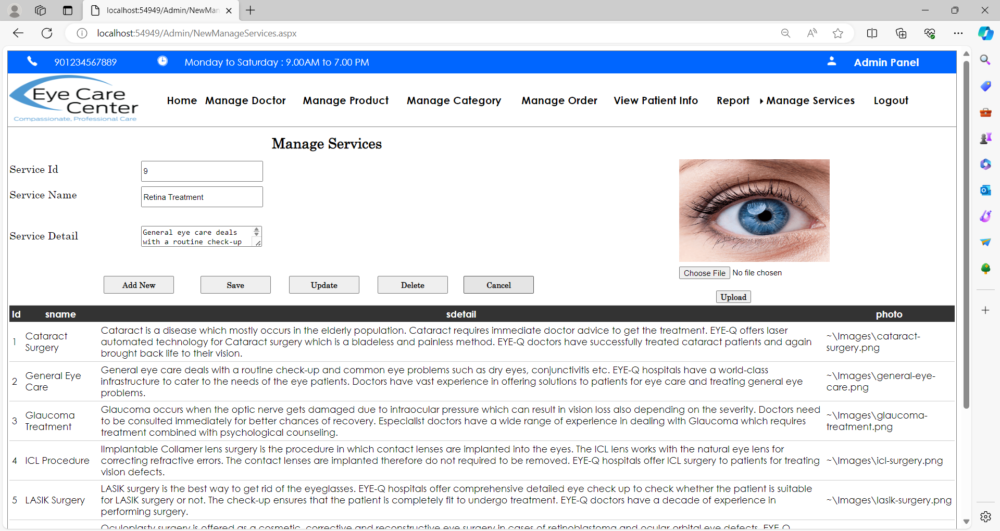 localhost:54949/Admin/NewMan
localhost:54949/Admin/NewManageServices.aspx
901234567889 Monday to Saturday : 9.00AM to 7.00 PM Admin Panel
Eye Care
Center
Compassionate, Professional Care
Home Manage Doctor Manage Product Manage Category Manage Order View Patient Info Report Manage Services Logout
Manage Services
Service Id 9
Service Name Retina Treatment
Service Detail General eye care deals
with a routine check-up
Choose File No file chosen
Add New Save Update Delete Cancel
Upload
Id sname sdetail photo
1 Cataract Surgery
Cataract is a disease which mostly occurs in the elderly population. Cataract requires immediate doctor advice to get the treatment. EYE-Q offers laser
automated technology for Cataract surgery which is a bladeless and painless method. EYE-Q doctors have successfully treated cataract patients and again
brought back life to their vision.
~\Images\cataract-
surgery.png
2 General Eye Care
General eye care deals with a routine check-up and common eye problems such as dry eyes, conjunctivitis etc. EYE-Q hospitals have a world-class
infrastructure to cater to the needs of the eye patients. Doctors have vast experience in offering solutions to patients for eye care and treating general eye
problems.
~\Images\general-eye-
care.png
3 Glaucoma Treatment
Glaucoma occurs when the optic nerve gets damaged due to intraocular pressure which can result in vision loss also depending on the severity. Doctors need
to be consulted immediately for better chances of recovery. Especialist doctors have a wide range of experience in dealing with Glaucoma which requires
treatment combined with psychological counseling.
~\Images\glaucoma-
treatment.png
4 ICL Procedure
IImplantable Collamer lens surgery is the procedure in which contact lenses are implanted into the eyes. The ICL lens works with the natural eye lens for
correcting refractive errors. The contact lenses are implanted therefore do not required to be removed. EYE-Q hospitals offer ICL surgery to patients for treating
vision defects.
~\Images\icl-surgery.png
5 LASIK Surgery
LASIK surgery is the best way to get rid of the eyeglasses. EYE-Q hospitals offer comprehensive detailed eye check up to check whether the patient is suitable
for LASIK surgery or not. The check-up ensures that the patient is completely fit to undergo treatment. EYE-Q doctors have a decade of experience in
performing surgery.
~\Images\lasik-surgery.png
Oculoplasty surgery is offered as a cosmetic, corrective and reconstructive eye surgery in cases of retinoblastoma and ocular orbital eye defects. EYE-Q